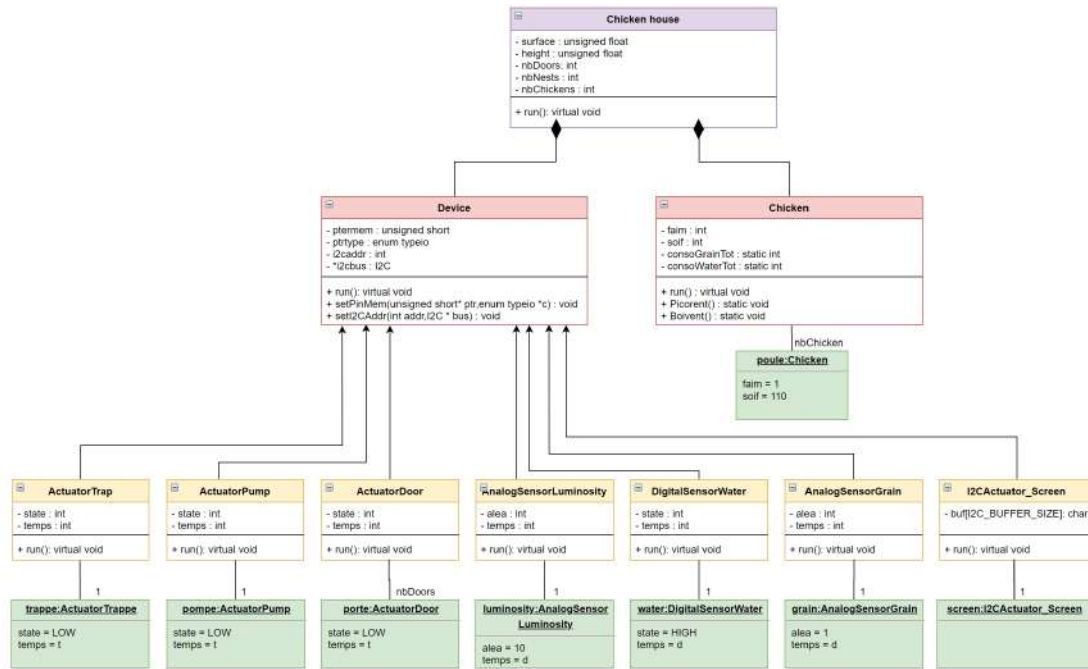 Chicken house
- surface : unsigned float
- height : unsigned float
- nbDoors: int
- nbNests : int
- nbChickens : int
+ run(): virtual void
Device
- ptermem : unsigned short
- ptrtype : enum typeio
- i2caddr : int
- *i2cbus : I2C
+ run(): virtual void
+ setPinMem(unsigned short* ptr,enum typeio *c) : void
+ setI2CAddr(int addr,I2C * bus) : void
Chicken
- faim : int
- soif : int
- consoGrainTot : static int
- consoWaterTot : static int
+ run() : virtual void
+ Picorent() : static void
+ Boivent() : static void
nbChicken
poule:Chicken
faim = 1
soif = 110
ActuatorTrap
- state : int
- temps : int
+ run(): virtual void
ActuatorPump
- state : int
- temps : int
+ run(): virtual void
ActuatorDoor
- state : int
- temps : int
+ run(): virtual void
AnalogSensorLuminosity
- alea : int
- temps : int
+ run(): virtual void
DigitalSensorWater
- state : int
- temps : int
+ run(): virtual void
AnalogSensorGrain
- alea : int
- temps : int
+ run(): virtual void
I2CActuator_Screen
- buf[I2C_BUFFER_SIZE]: char
+ run(): virtual void
1
trappe:ActuatorTrappe
state = LOW
temps = t
1
pompe:ActuatorPump
state = LOW
temps = t
nbDoors
porte:ActuatorDoor
state = LOW
temps = t
1
luminosity:AnalogSensor
Luminosity
alea = 10
temps = d
1
water:DigitalSensorWater
state = HIGH
temps = d
1
grain:AnalogSensorGrain
alea = 1
temps = d
1
screen:I2CActuator_Screen